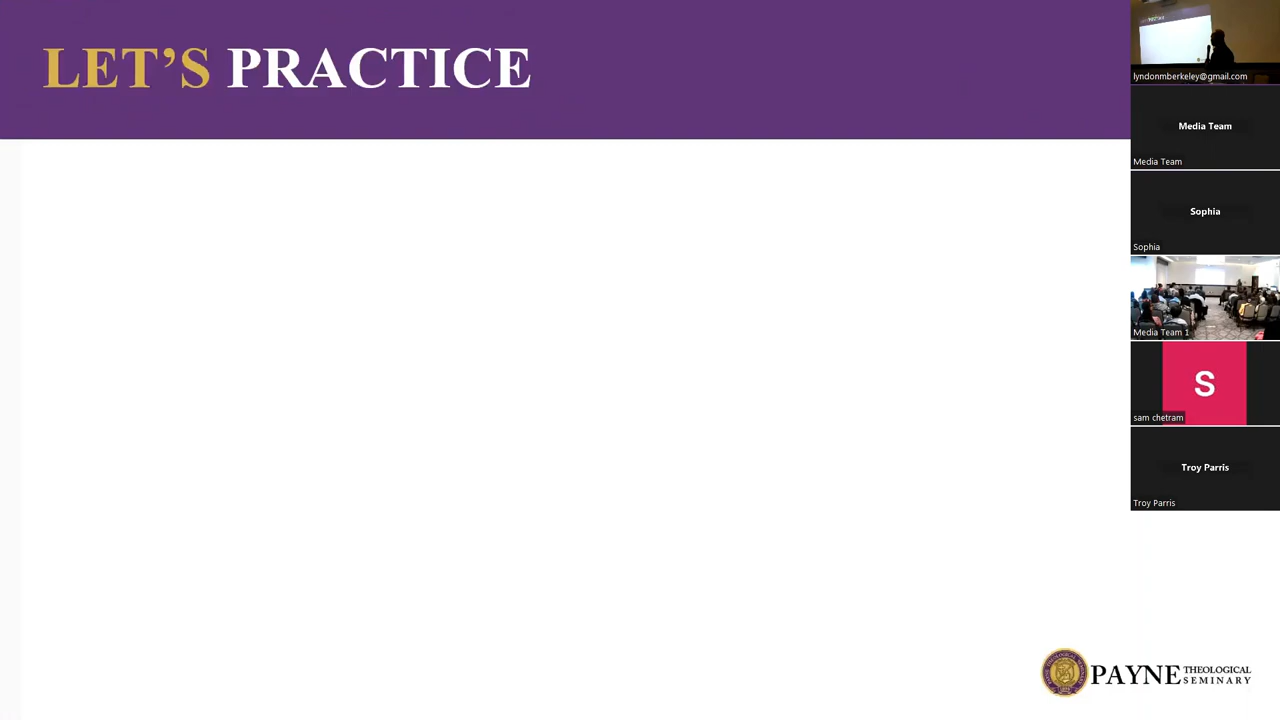 LET’S PRACTICE
lyndonmberkeley@gmail.com
Media Team
Media Team
Sophia
Sophia
Media Team 1
S
sam chetram
Troy Parris
Troy Parris
PAYNE THEOLOGICAL
SEMINARY